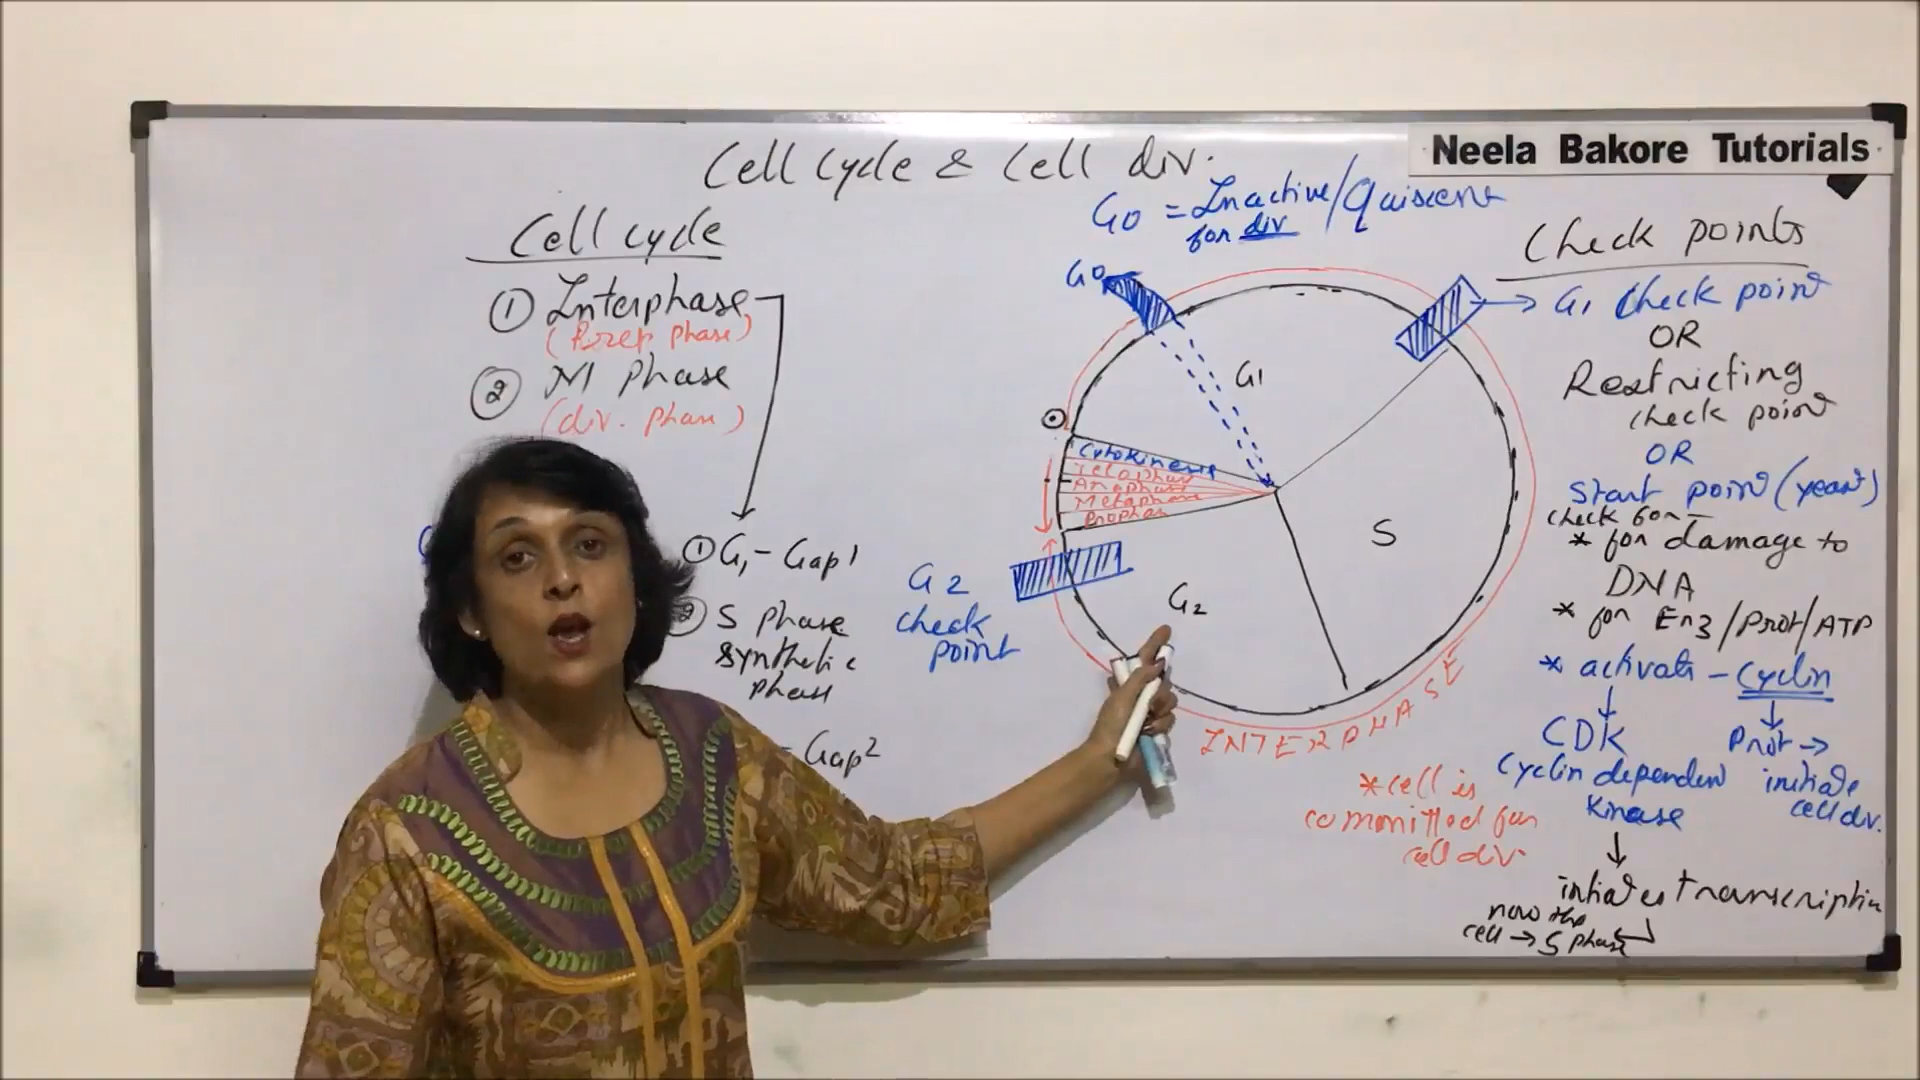 Neela Bakore Tutorials
Cell cycle & Cell div.
Cell cycle
① Interphase
(Prep phase)
② M phase
(div. phase)
① G1 - Gap 1
② S phase
synthetic
phase
= Gap 2
G0 = Inactive/Quiscent
for div
G0
G1
S
G2
Cytokinesis
Telophase
Anaphase
Metaphase
Prophase
G2
check
point
INTERPHASE
* cell is
committed for
cell div.
Check points
G1 Check point
OR
Restricting
check point
OR
Start point (yeast)
check for -
* for damage to
DNA
* for Enz/Prot/ATP
* activate - Cyclin
CDK
Cyclin dependent
Kinase
Prot →
initiate
cell div.
initiates transcription
now the
cell → S phase